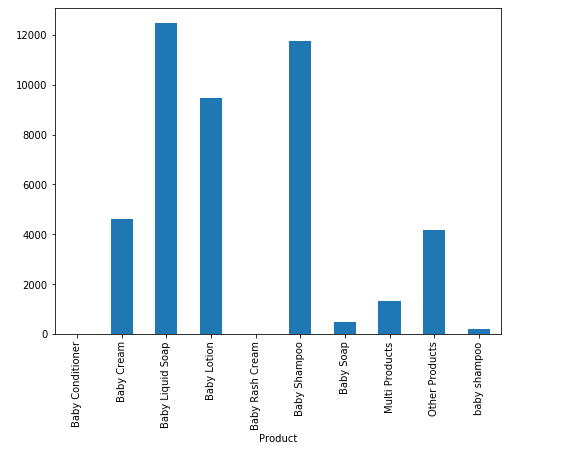 12000
10000
8000
6000
4000
2000
0
Baby Conditioner
Baby Cream
Baby Liquid Soap
Baby Lotion
Baby Rash Cream
Baby Shampoo
Baby Soap
Multi Products
Other Products
baby shampoo
Product